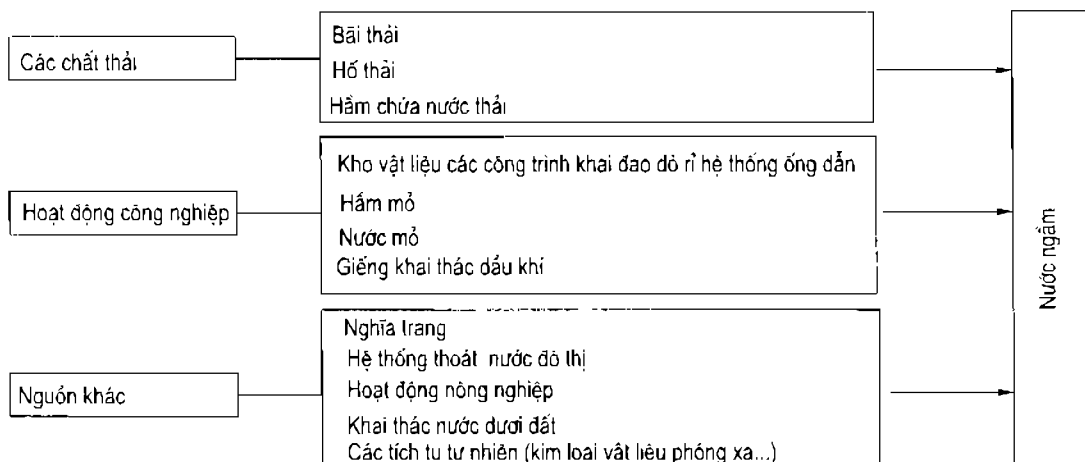 Các chất thải
Bãi thải
Hố thải
Hầm chứa nước thải
Hoạt động công nghiệp
Kho vật liệu các công trình khai đao dò rỉ hệ thống ống dẫn
Hầm mỏ
Nước mỏ
Giếng khai thác dầu khí
Nguồn khác
Nghĩa trang
Hệ thống thoát nước đô thị
Hoạt động nông nghiệp
Khai thác nước dưới đất
Các tích tụ tự nhiên (kim loại vật liệu phóng xạ...)
Nước ngầm